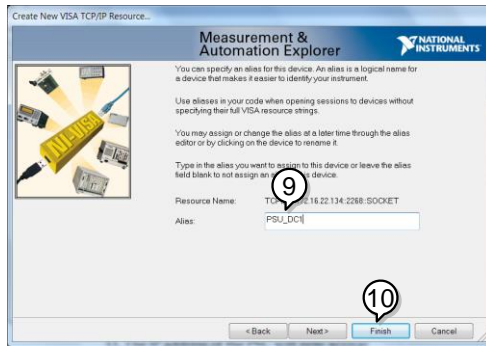 Create New VISA TCP/IP Resource...
Measurement &
Automation Explorer
NATIONAL
INSTRUMENTS
You can specify an alias for this device. An alias is a logical name for
a device that makes it easier to identify your instrument.
Use aliases in your code when opening sessions to devices without
specifying their full VISA resource strings.
You may assign or change the alias at a later time through the alias
editor or by clicking on the device to rename it.
Type in the alias you want to assign to this device or leave the alias
field blank to not assign an device.
9
Resource Name: 2.16.22.134::2268::SOCKET
Alias: PSU_DC1
NI-VISA
10
< Back Next > Finish Cancel